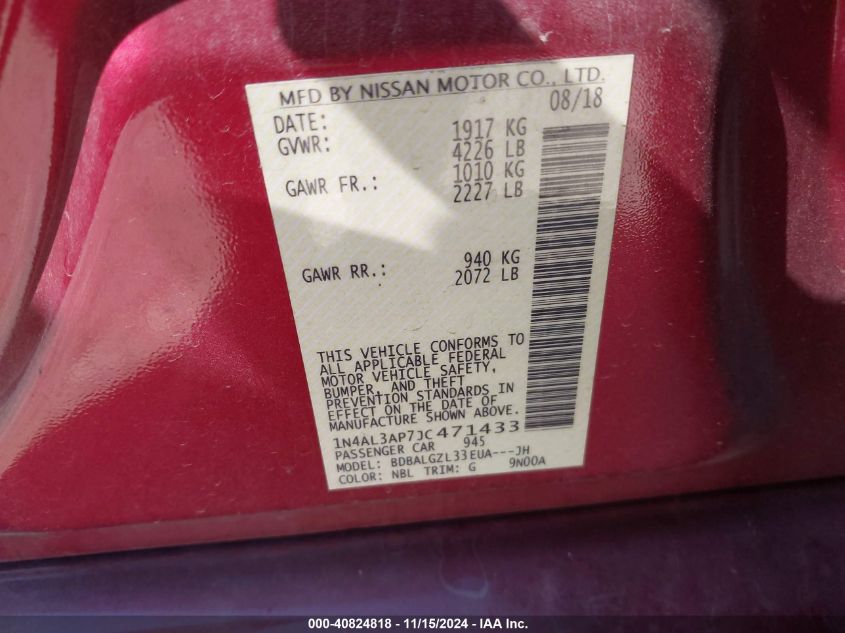 MFD BY NISSAN MOTOR CO., LTD.
DATE: 08/18
GVWR: 1917 KG
4226 LB
GAWR FR.: 1010 KG
2227 LB
GAWR RR.: 940 KG
2072 LB
THIS VEHICLE CONFORMS TO
ALL APPLICABLE FEDERAL
MOTOR VEHICLE SAFETY,
BUMPER, AND THEFT
PREVENTION STANDARDS IN
EFFECT ON THE DATE OF
MANUFACTURE SHOWN ABOVE.
1N4AL3AP7JC471433
PASSENGER CAR 945
MODEL: BDBALGZL33EUA---JH
COLOR: NBL TRIM: G 9N00A
000-40824818 - 11/15/2024 - IAA Inc.